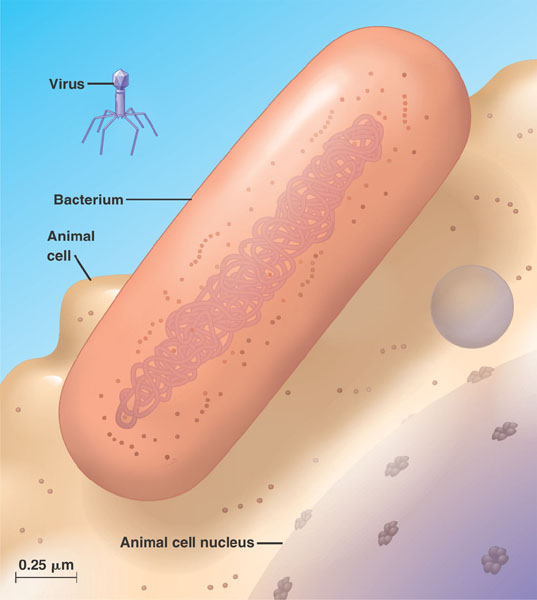 Virus
Bacterium
Animal
cell
Animal cell nucleus
0.25 μm